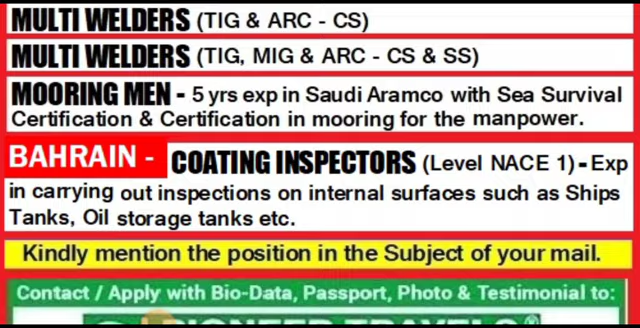 MULTI WELDERS (TIG & ARC - CS)
MULTI WELDERS (TIG, MIG & ARC - CS & SS)
MOORING MEN - 5 yrs exp in Saudi Aramco with Sea Survival
Certification & Certification in mooring for the manpower.
BAHRAIN - COATING INSPECTORS (Level NACE 1) - Exp
in carrying out inspections on internal surfaces such as Ships
Tanks, Oil storage tanks etc.
Kindly mention the position in the Subject of your mail.
Contact / Apply with Bio-Data, Passport, Photo & Testimonial to: